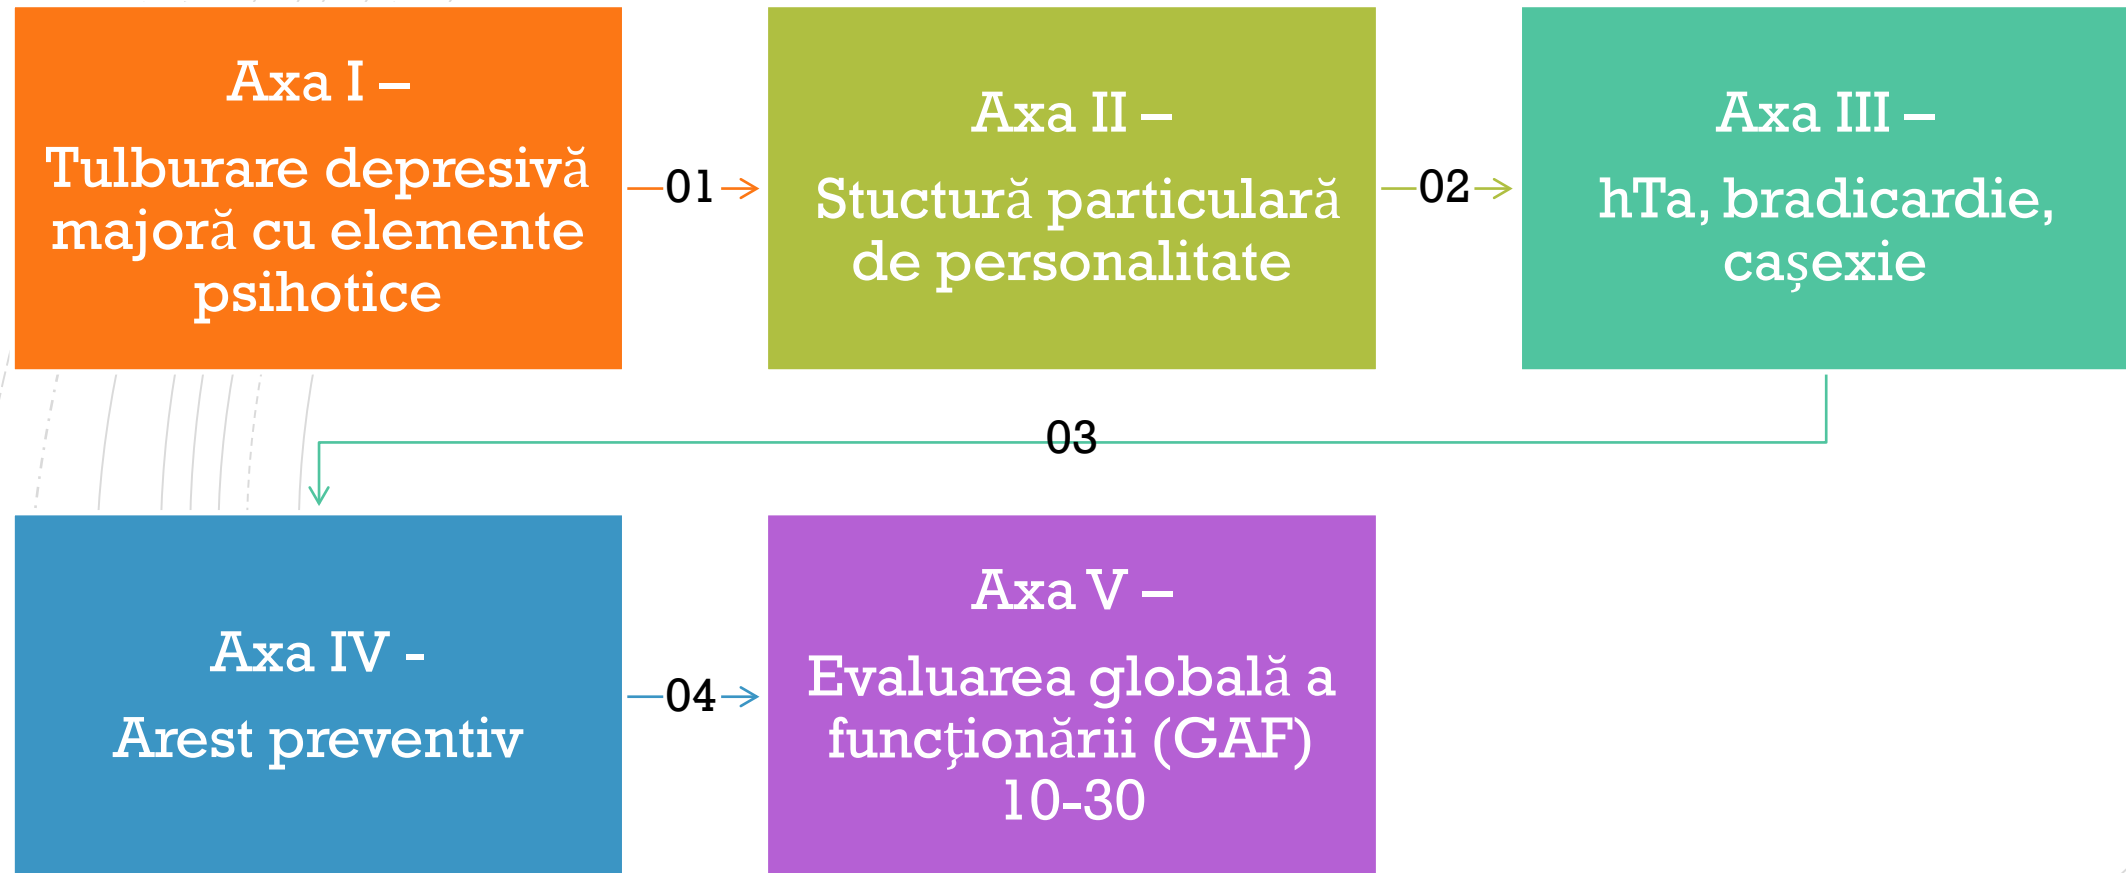 Axa I –
Tulburare depresivă
majoră cu elemente
psihotice
01
Axa II –
Stuctură particulară
de personalitate
02
Axa III –
hTa, bradicardie,
cașexie
03
Axa IV -
Arest preventiv
04
Axa V –
Evaluarea globală a
funcţionării (GAF)
10-30